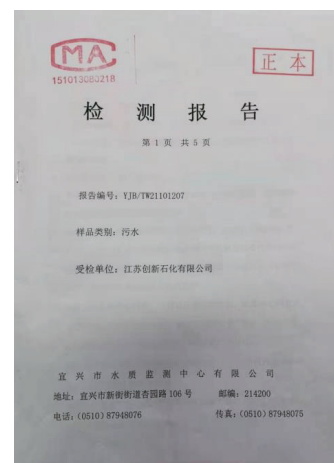 MA
151013060218
正本
检测报告
第 1 页 共 5 页
报告编号：YJB/TW21101207
样品类别：污水
受检单位：江苏创新石化有限公司
宜兴市水质监测中心有限公司
地址：宜兴市新街街道杏园路 106 号 邮编：214200
电话：(0510) 87948076 传真：(0510) 87948075